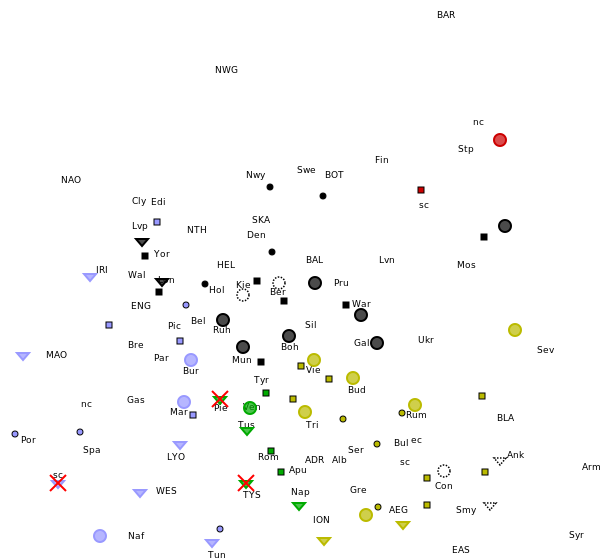 BAR
NWG
nc
Stp
Fin
Swe
BOT
Nwy
NAO
sc
Cly
Edi
SKA
Lvp
NTH
Den
Yor
BAL
Lvn
Mos
HEL
IRI
Wal
Lon
Kie
Pru
Hol
Ber
ENG
War
Bel
Pic
Ruh
Sil
Ukr
Sev
Bre
Boh
Gal
MAO
Par
Mun
Bur
Vie
Tyr
Bud
nc
Gas
Mar
Pie
Ven
Rum
BLA
Tus
Tri
Por
Spa
LYO
Rom
Ser
Bul
ec
Ank
ADR
Alb
sc
Arm
Apu
sc
WES
TYS
Nap
Gre
Con
AEG
Smy
ION
Naf
Syr
Tun
EAS